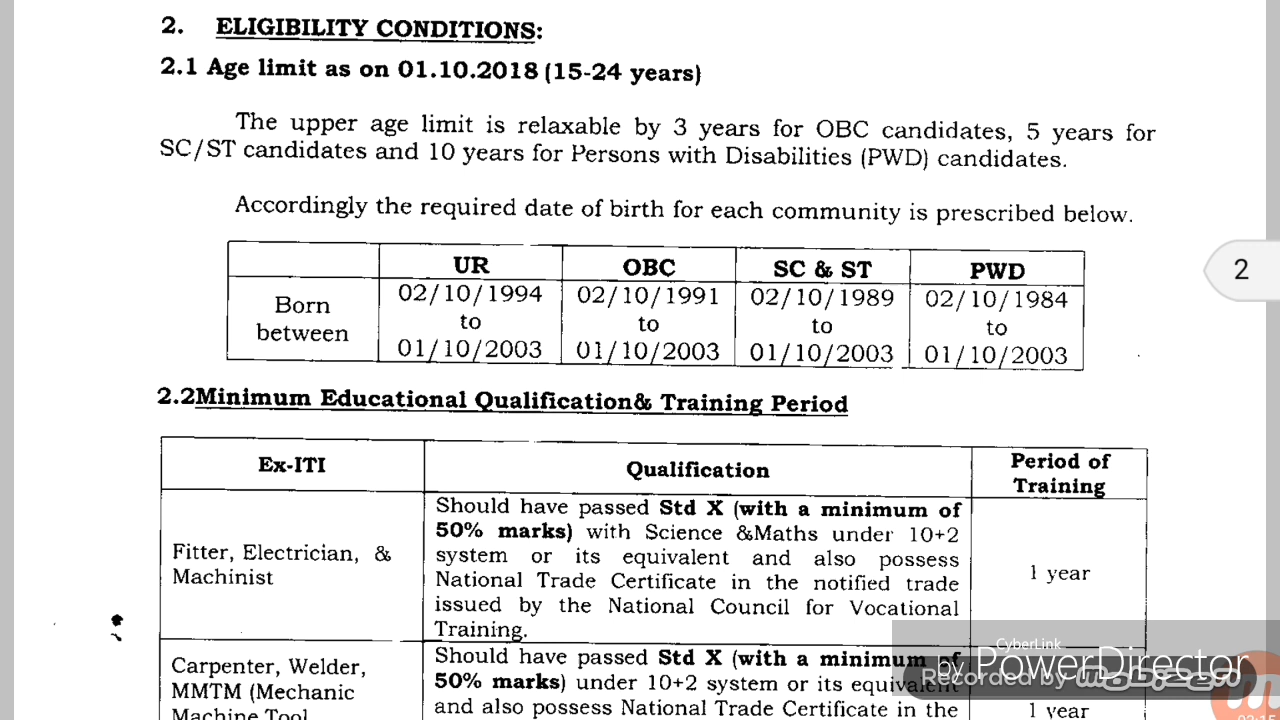 2. ELIGIBILITY CONDITIONS:
2.1 Age limit as on 01.10.2018 (15-24 years)
The upper age limit is relaxable by 3 years for OBC candidates, 5 years for
SC/ST candidates and 10 years for Persons with Disabilities (PWD) candidates.
Accordingly the required date of birth for each community is prescribed below.
UR OBC SC & ST PWD
Born between
02/10/1994 to 01/10/2003
02/10/1991 to 01/10/2003
02/10/1989 to 01/10/2003
02/10/1984 to 01/10/2003
2
2.2Minimum Educational Qualification& Training Period
Ex-ITI
Qualification
Period of
Training
Fitter, Electrician, &
Machinist
Should have passed Std X (with a minimum of
50% marks) with Science &Maths under 10+2
system or its equivalent and also possess
National Trade Certificate in the notified trade
issued by the National Council for Vocational
Training.
1 year
Carpenter, Welder,
MMTM (Mechanic
Machine Tool
Should have passed Std X (with a minimum of
50% marks) under 10+2 system or its equivalent
and also possess National Trade Certificate in the
1 year
CyberLink
by PowerDirector
Recorded by
02:15